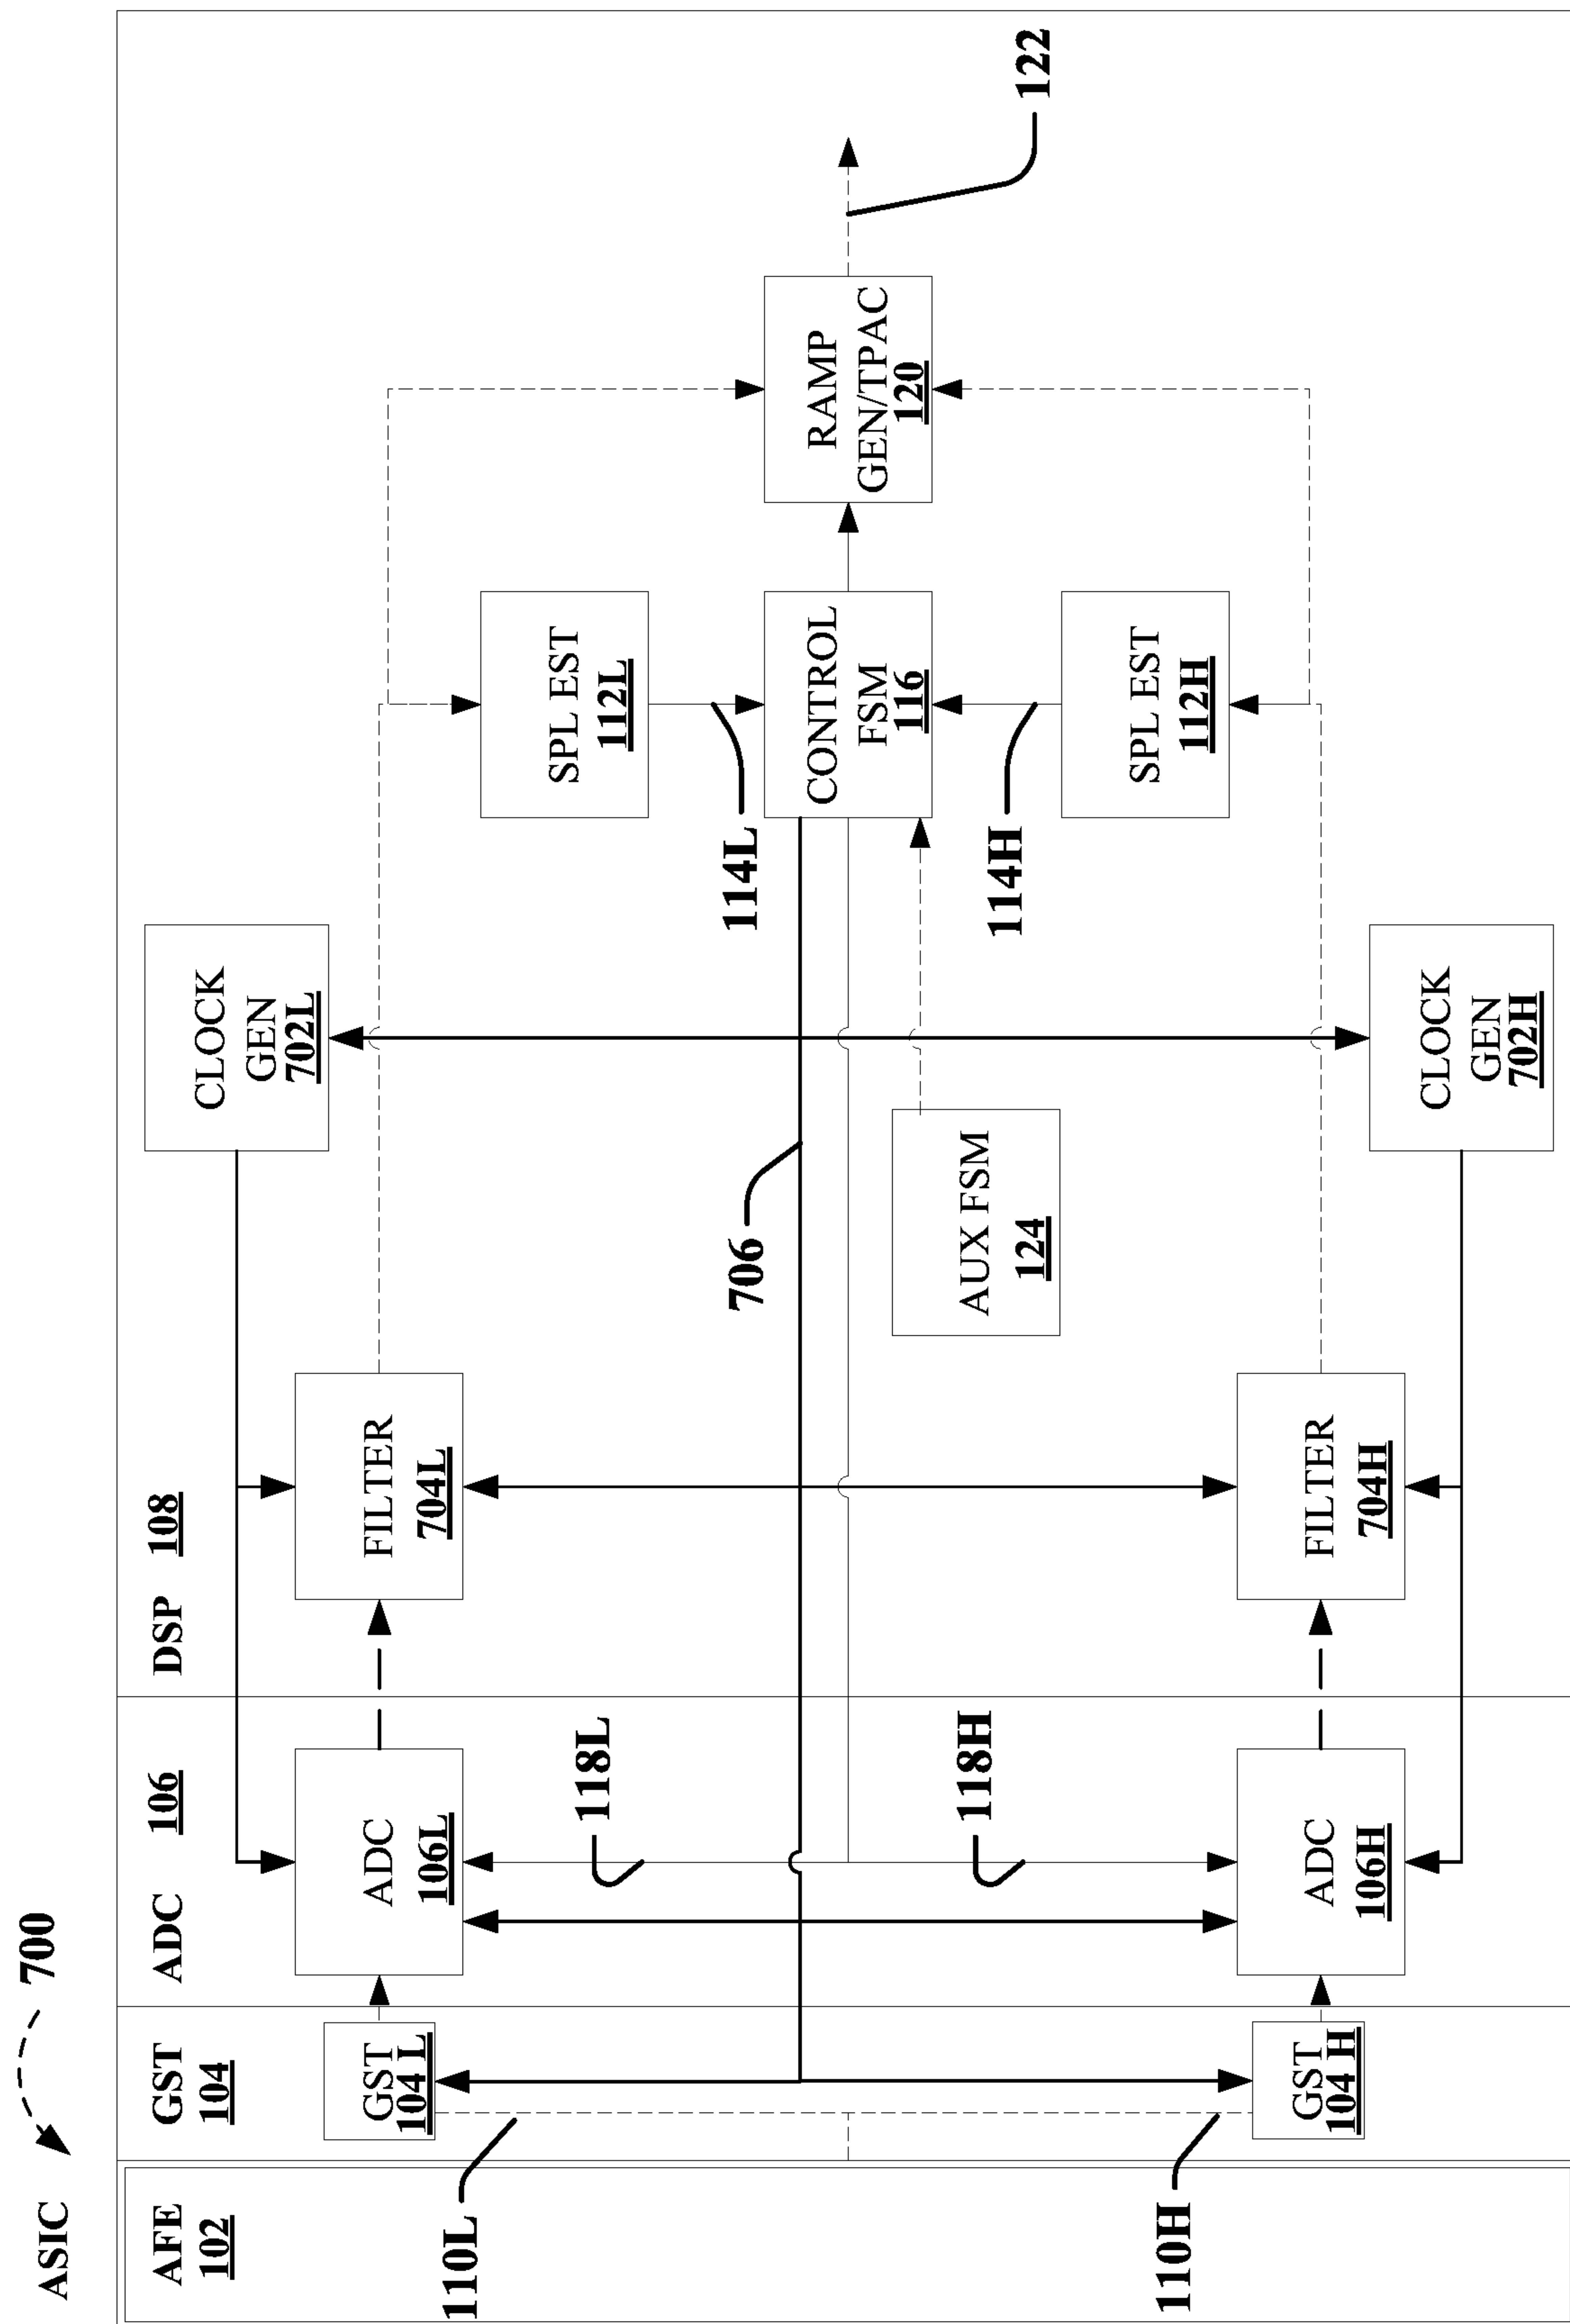 ASIC
700
AFE
102
GST
104
ADC 106
DSP 108
110L
110H
GST
104 L
GST
104 H
ADC
106L
ADC
106H
118L
118H
FILTER
704L
FILTER
704H
706
AUX FSM
124
CLOCK
GEN
702L
CLOCK
GEN
702H
114L
114H
SPL EST
112L
CONTROL
FSM
116
SPL EST
112H
RAMP
GEN/TPAC
120
122